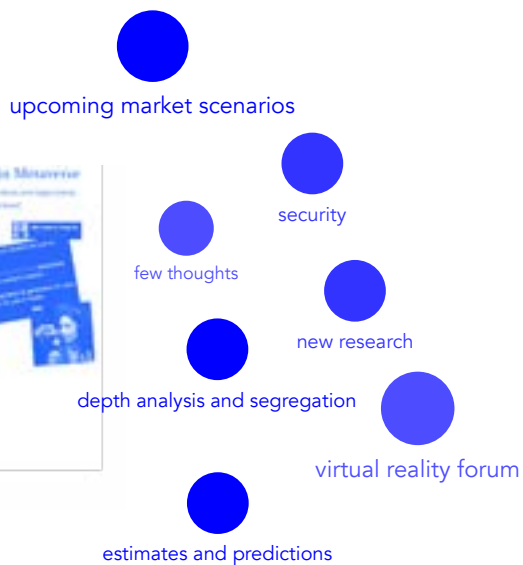 upcoming market scenarios
in Metaverse
security
few thoughts
new research
depth analysis and segregation
virtual reality forum
estimates and predictions